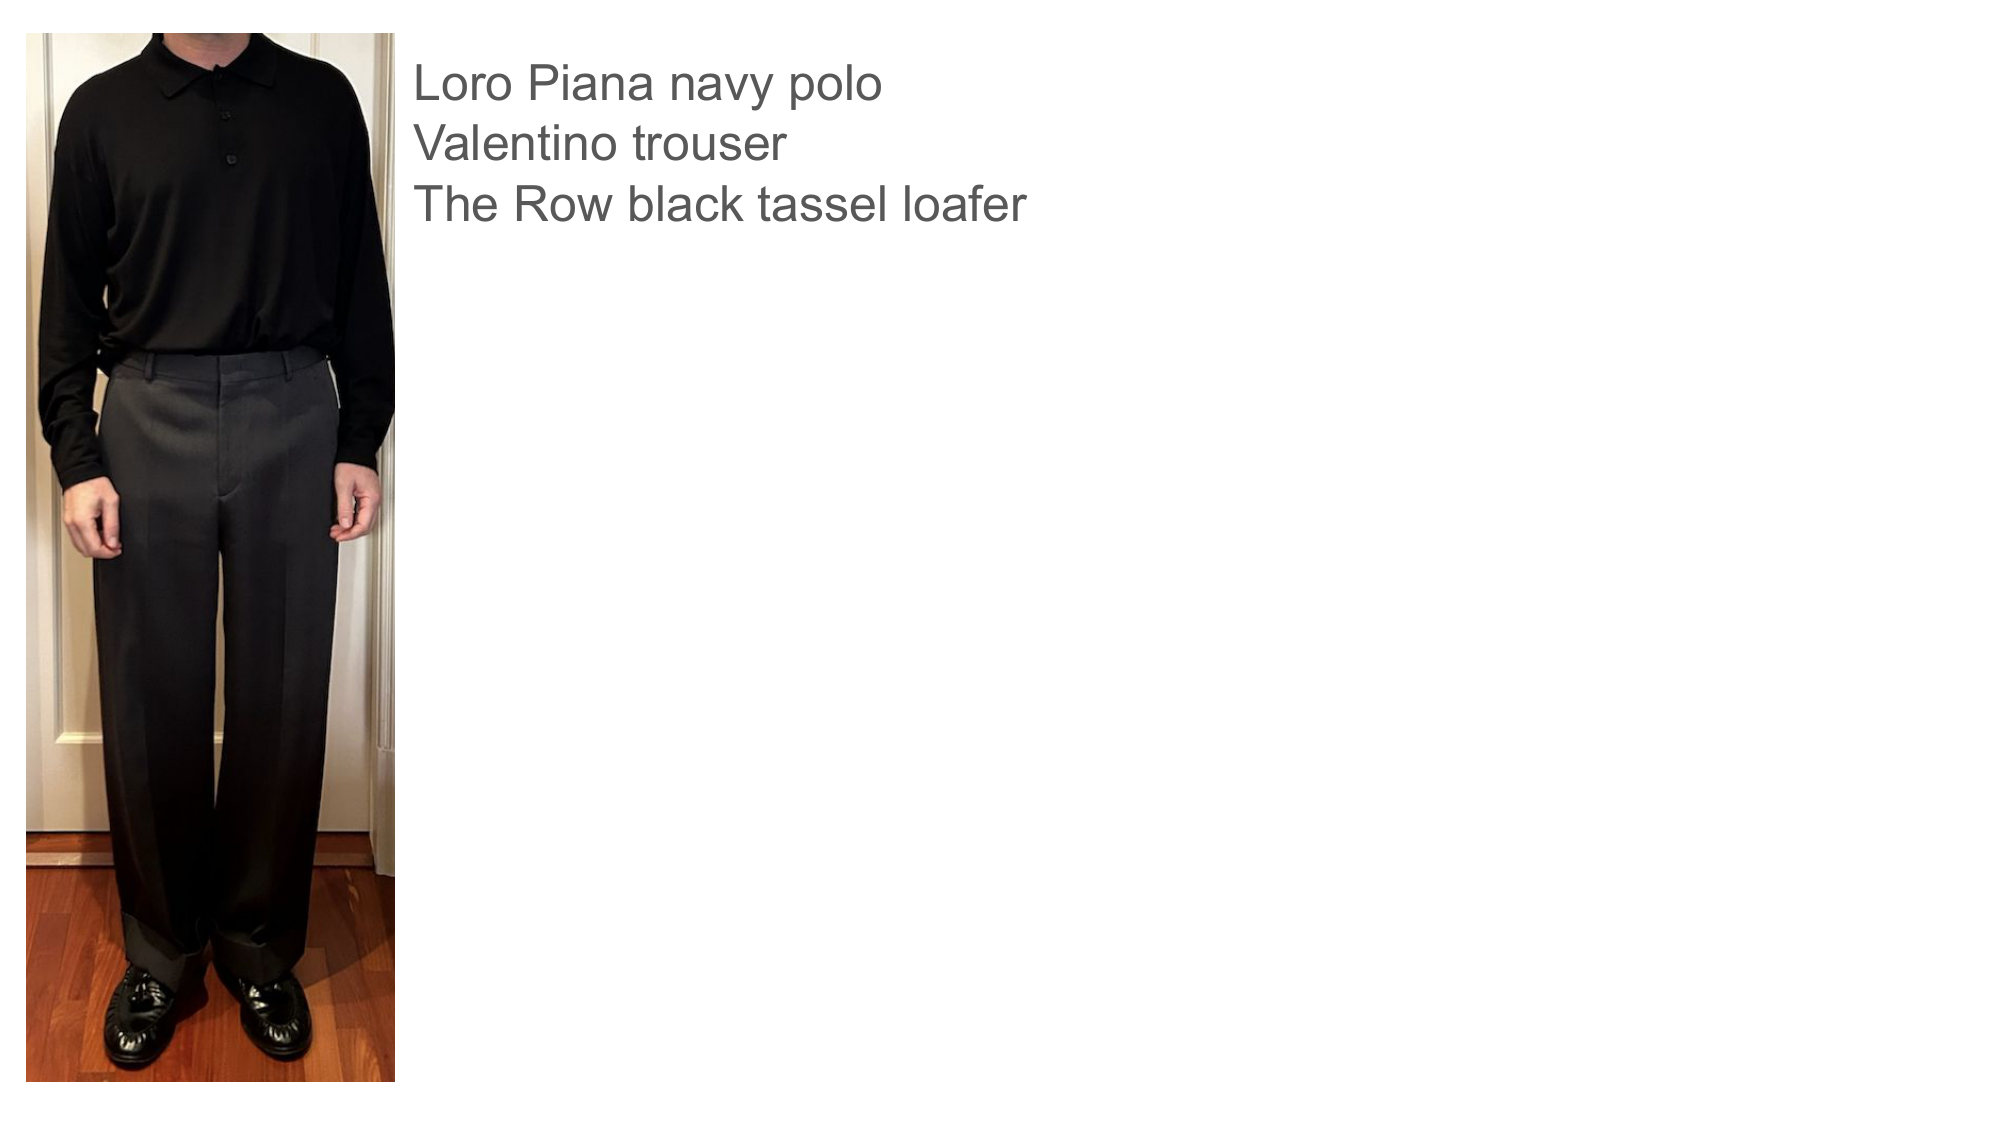 Loro Piana navy polo
Valentino trouser
The Row black tassel loafer